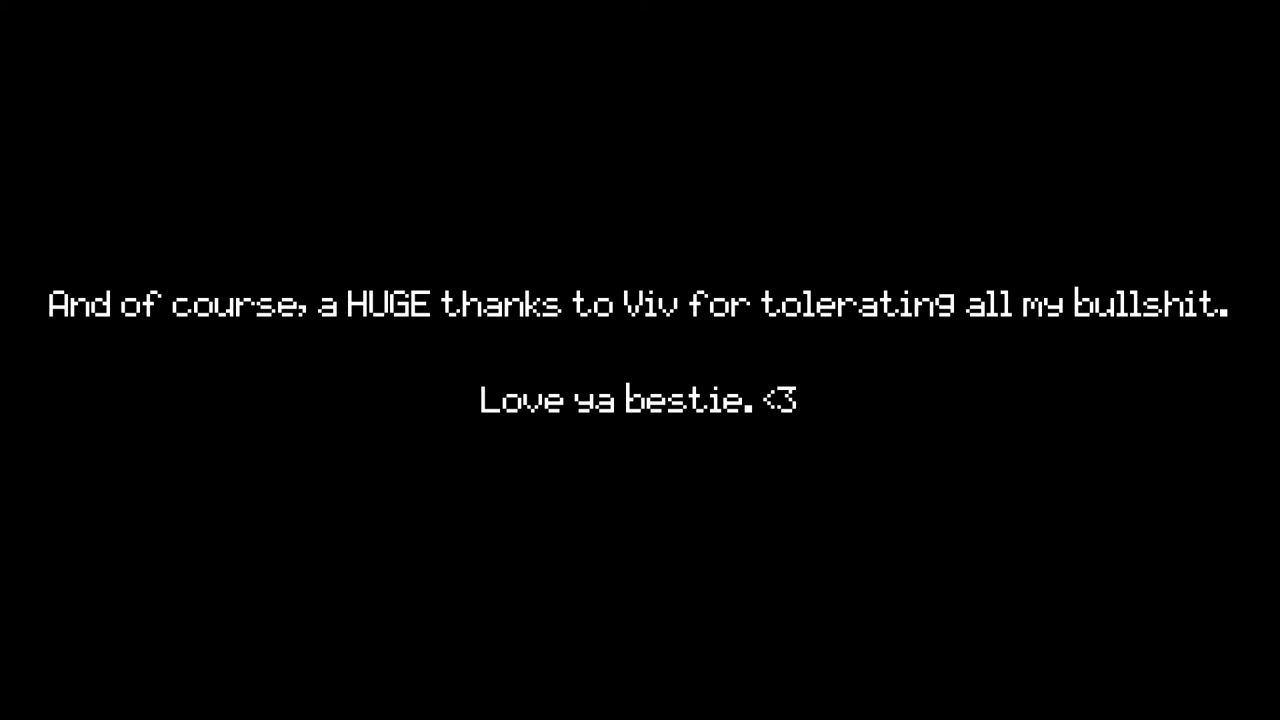 And of course, a HUGE thanks to Viv for tolerating all my bullshit.
Love ya bestie. <3